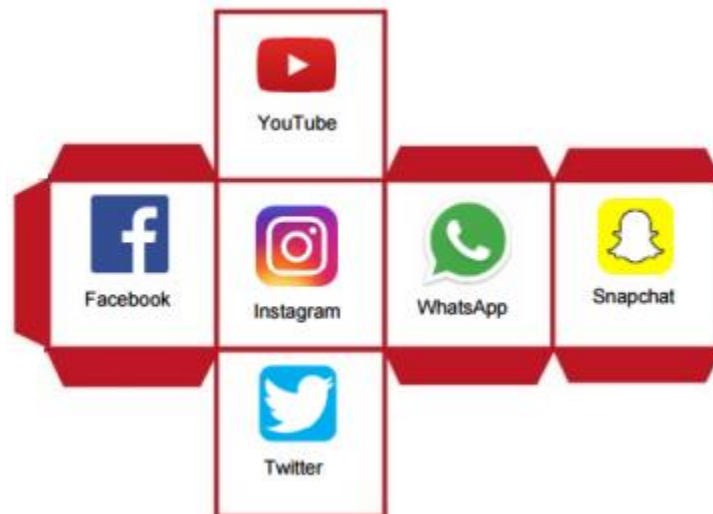 YouTube
Facebook
Instagram
WhatsApp
Snapchat
Twitter